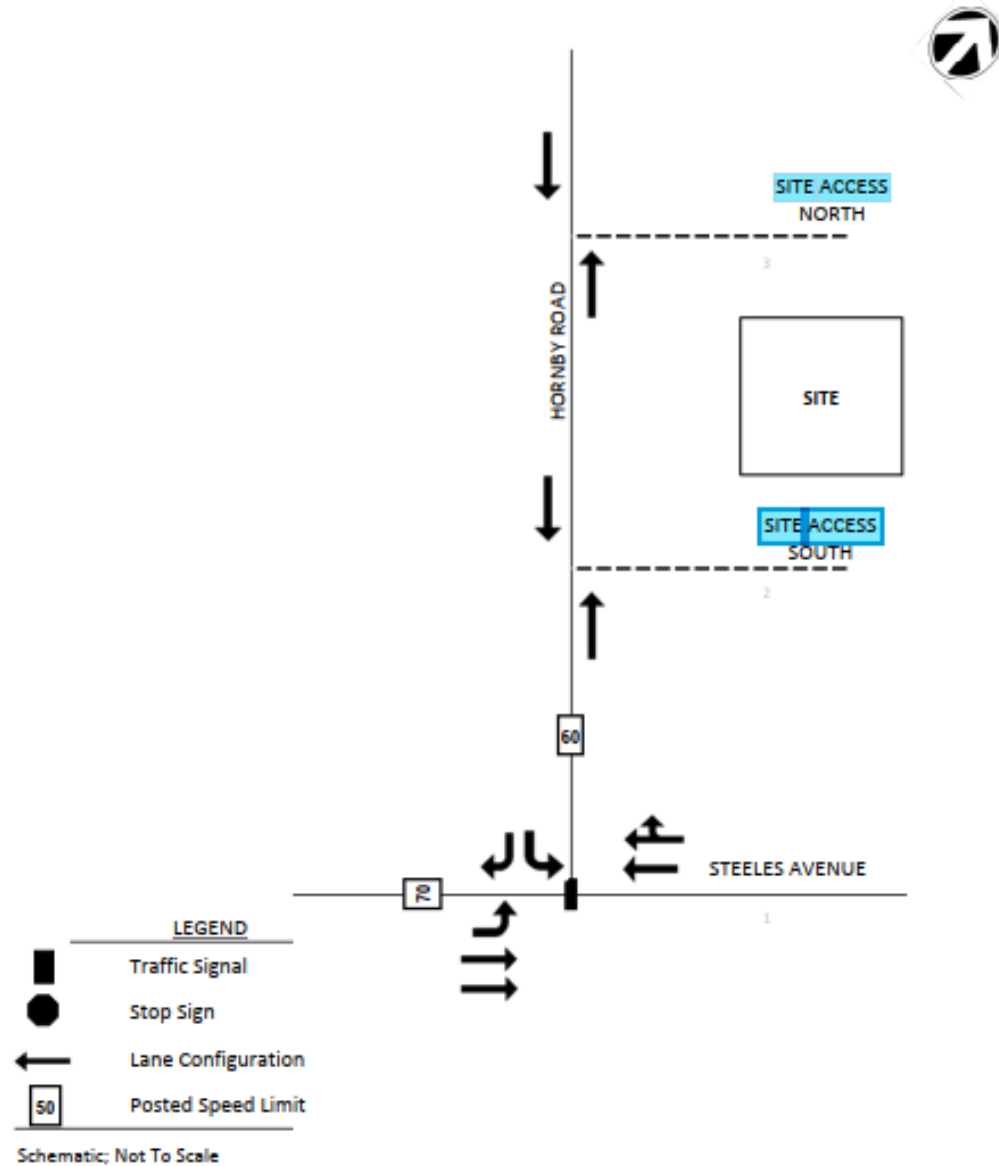 SITE ACCESS
NORTH
3
HORNBY ROAD
SITE
SITE ACCESS
SOUTH
2
60
STEELES AVENUE
70
1
LEGEND
Traffic Signal
Stop Sign
Lane Configuration
50 Posted Speed Limit
Schematic; Not To Scale